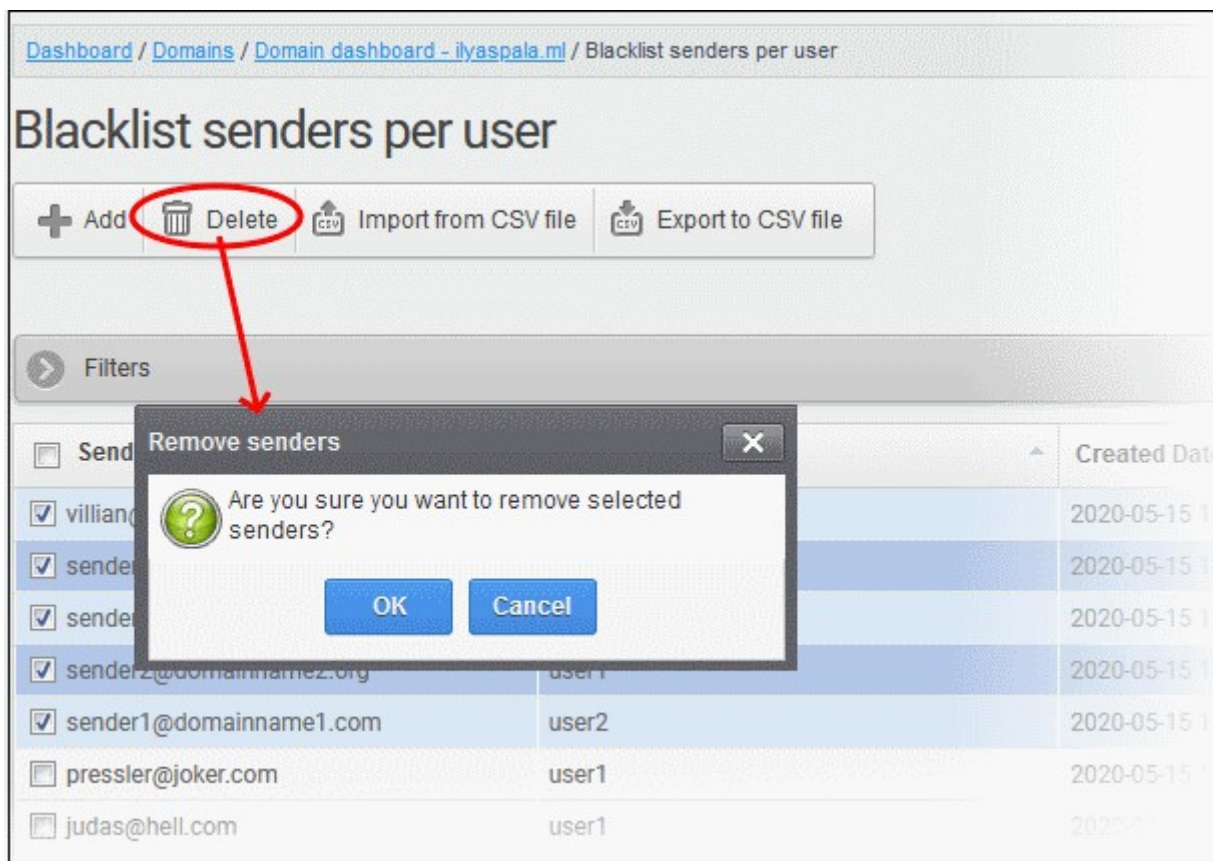 Dashboard / Domains / Domain dashboard - ilyaspala.ml / Blacklist senders per user
Blacklist senders per user
Add Delete Import from CSV file Export to CSV file
Filters
Remove senders
Are you sure you want to remove selected
senders?
OK Cancel
Created
2020-05-15
2020-05-15
2020-05-15
sender2@domainname2.org user1 2020-05-15
sender1@domainname1.com user2 2020-05-15
pressler@joker.com user1 2020-05-15
judas@hell.com user1